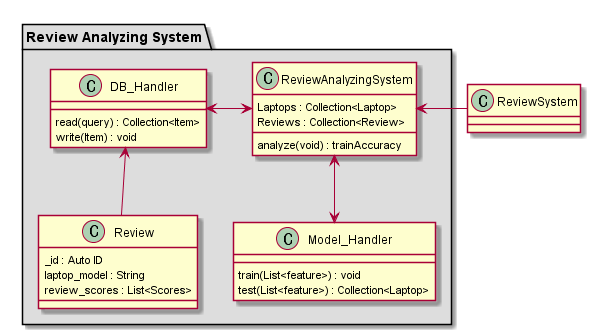 Review Analyzing System
C DB_Handler
read(query) : Collection<Item>
write(Item) : void
C ReviewAnalyzingSystem
Laptops : Collection<Laptop>
Reviews : Collection<Review>
analyze(void) : trainAccuracy
C ReviewSystem
C Review
_id : Auto ID
laptop_model : String
review_scores : List<Scores>
C Model_Handler
train(List<feature>) : void
test(List<feature>) : Collection<Laptop>